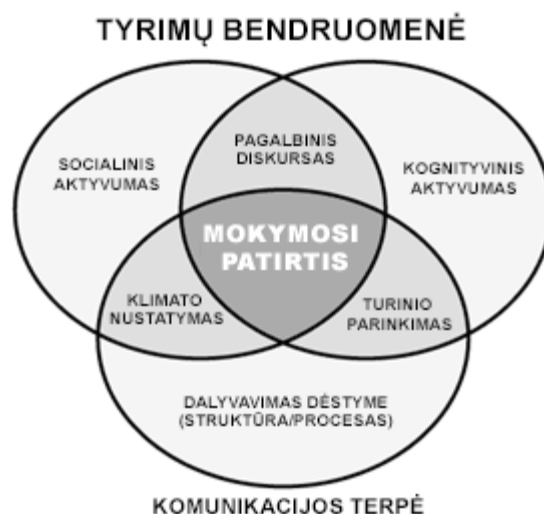 TYRIMŲ BENDRUOMENĖ
PAGALBINIS
DISKURSAS
SOCIALINIS
AKTYVUMAS
KOGNITYVINIS
AKTYVUMAS
MOKYMOSI
PATIRTIS
KLIMATO
NUSTATYMAS
TURINIO
PARINKIMAS
DALYVAVIMAS DĖSTYME
(STRUKTŪRA/PROCESAS)
KOMUNIKACIJOS TERPĖ